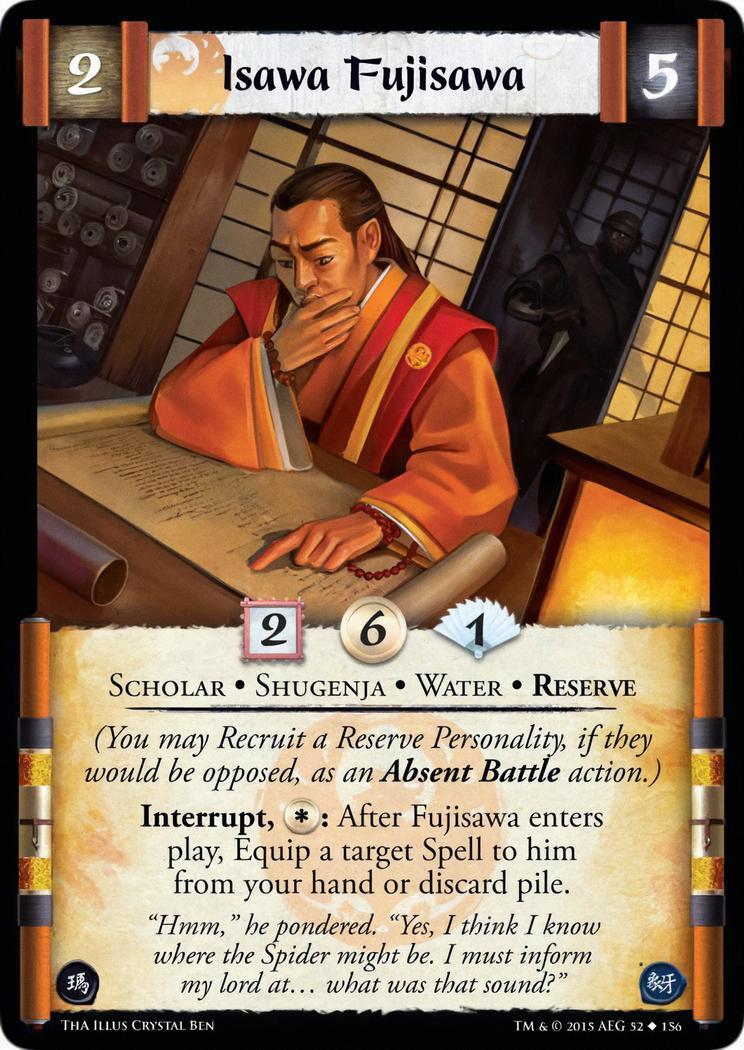 2 Isawa Fujisawa 5
2 6 1
Scholar • Shugenja • Water • Reserve
(You may Recruit a Reserve Personality, if they
would be opposed, as an Absent Battle action.)
Interrupt, *: After Fujisawa enters
play, Equip a target Spell to him
from your hand or discard pile.
“Hmm,” he pondered. “Yes, I think I know
where the Spider might be. I must inform
my lord at… what was that sound?”
Tha Illus Crystal Ben TM & © 2015 AEG 52 ◆ 156